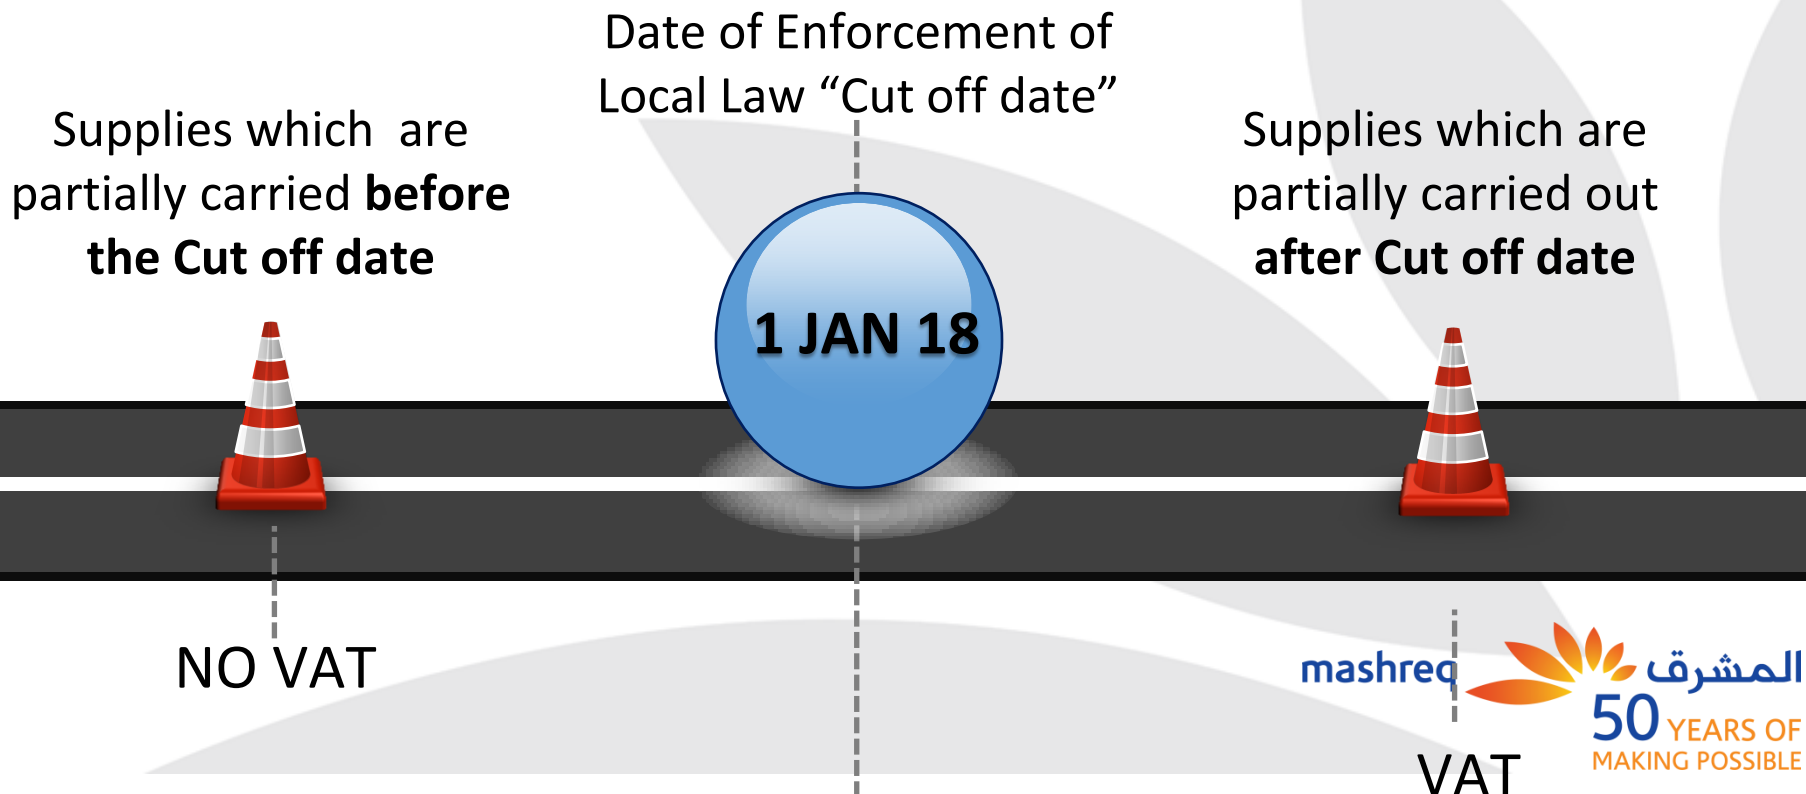 Date of Enforcement of
Local Law “Cut off date”
Supplies which  are
partially carried before
the Cut off date
Supplies which are
partially carried out
after Cut off date
1 JAN 18
NO VAT
mashreq المشرق
50 YEARS OF
MAKING POSSIBLE
VAT